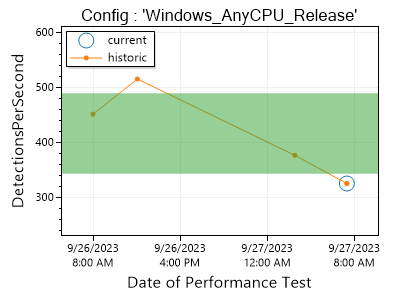 Config : 'Windows_AnyCPU_Release'
current
historic
600
500
400
300
DetectionsPerSecond
9/26/2023 9/26/2023 9/27/2023 9/27/2023
8:00 AM 4:00 PM 12:00 AM 8:00 AM
Date of Performance Test